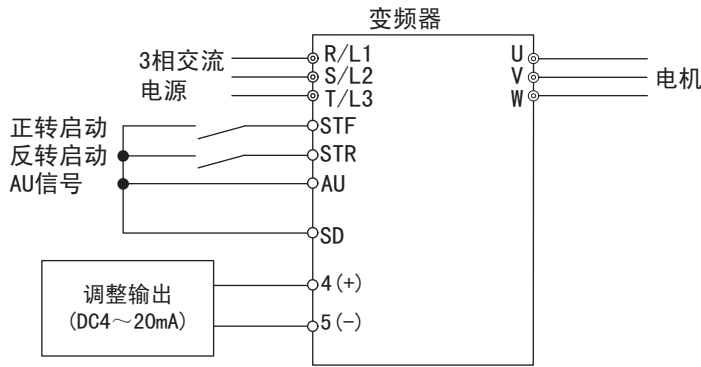 变频器
3相交流
电源
R/L1
S/L2
T/L3
U
V
W
电机
正转启动
反转启动
AU信号
STF
STR
AU
SD
调整输出
(DC4～20mA)
4(+)
5(-)